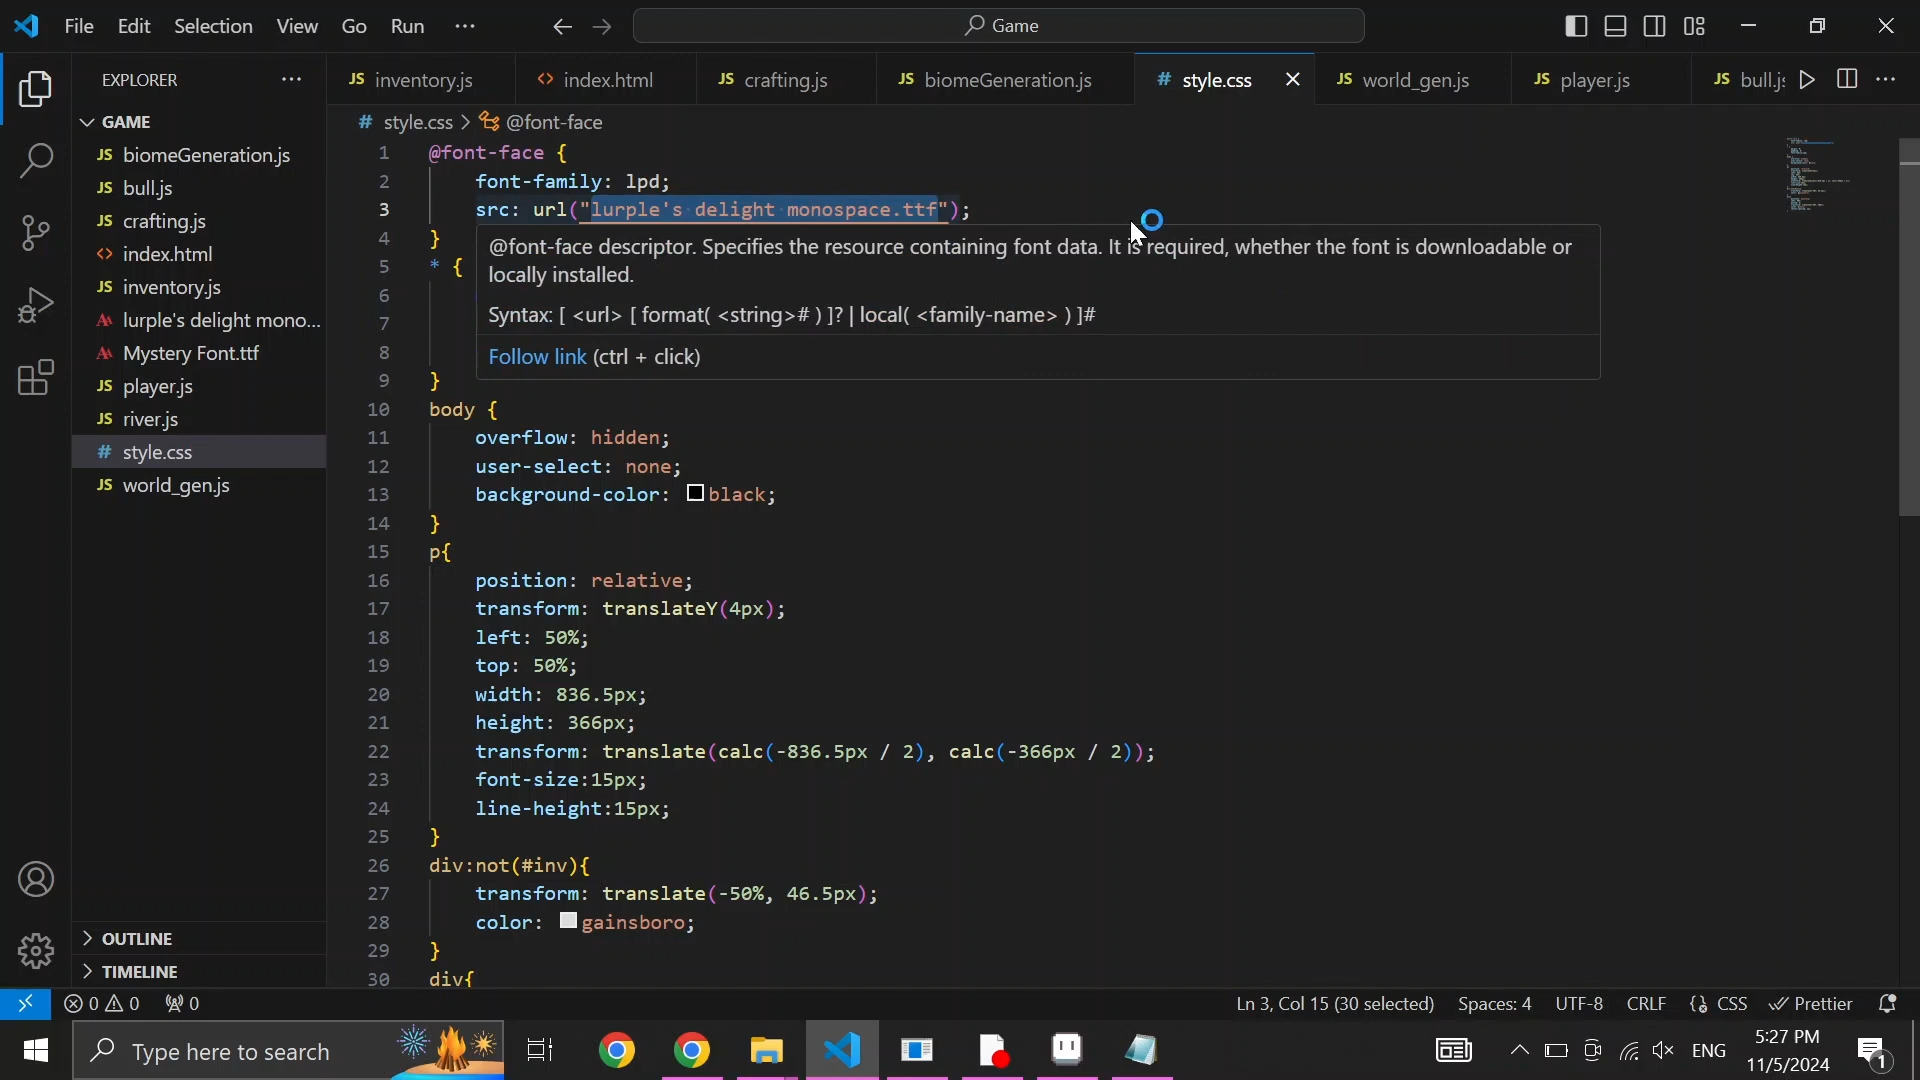 File Edit Selection View Go Run ··· Game
EXPLORER ···
JS inventory.js <> index.html JS crafting.js JS biomeGeneration.js # style.css JS world_gen.js JS player.js JS bull.js ···
# style.css > @font-face
GAME
JS biomeGeneration.js
JS bull.js
JS crafting.js
<> index.html
JS inventory.js
lurple's delight mono...
Mystery Font.ttf
JS player.js
JS river.js
# style.css
JS world_gen.js
OUTLINE
TIMELINE
1 @font-face {
2 font-family: lpd;
3 src: url("lurple's·delight·monospace.ttf");
4 }
5 * {
6
7
8
9 }
@font-face descriptor. Specifies the resource containing font data. It is required, whether the font is downloadable or
locally installed.
Syntax: [ <url> [ format( <string># ) ]? | local( <family-name> ) ]#
Follow link (ctrl + click)
10 body {
11 overflow: hidden;
12 user-select: none;
13 background-color: black;
14 }
15 p{
16 position: relative;
17 transform: translateY(4px);
18 left: 50%;
19 top: 50%;
20 width: 836.5px;
21 height: 366px;
22 transform: translate(calc(-836.5px / 2), calc(-366px / 2));
23 font-size:15px;
24 line-height:15px;
25 }
26 div:not(#inv){
27 transform: translate(-50%, 46.5px);
28 color: gainsboro;
29 }
30 div{
0 0 0 Ln 3, Col 15 (30 selected) Spaces: 4 UTF-8 CRLF {} CSS Prettier
Type here to search ENG
5:27 PM
11/5/2024
1